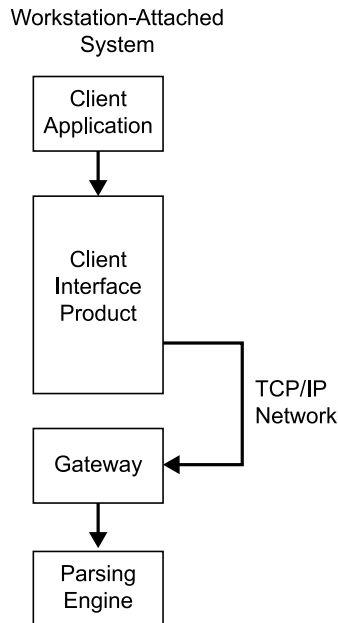 Workstation-Attached
System
Client
Application
Client
Interface
Product
TCP/IP
Network
Gateway
Parsing
Engine